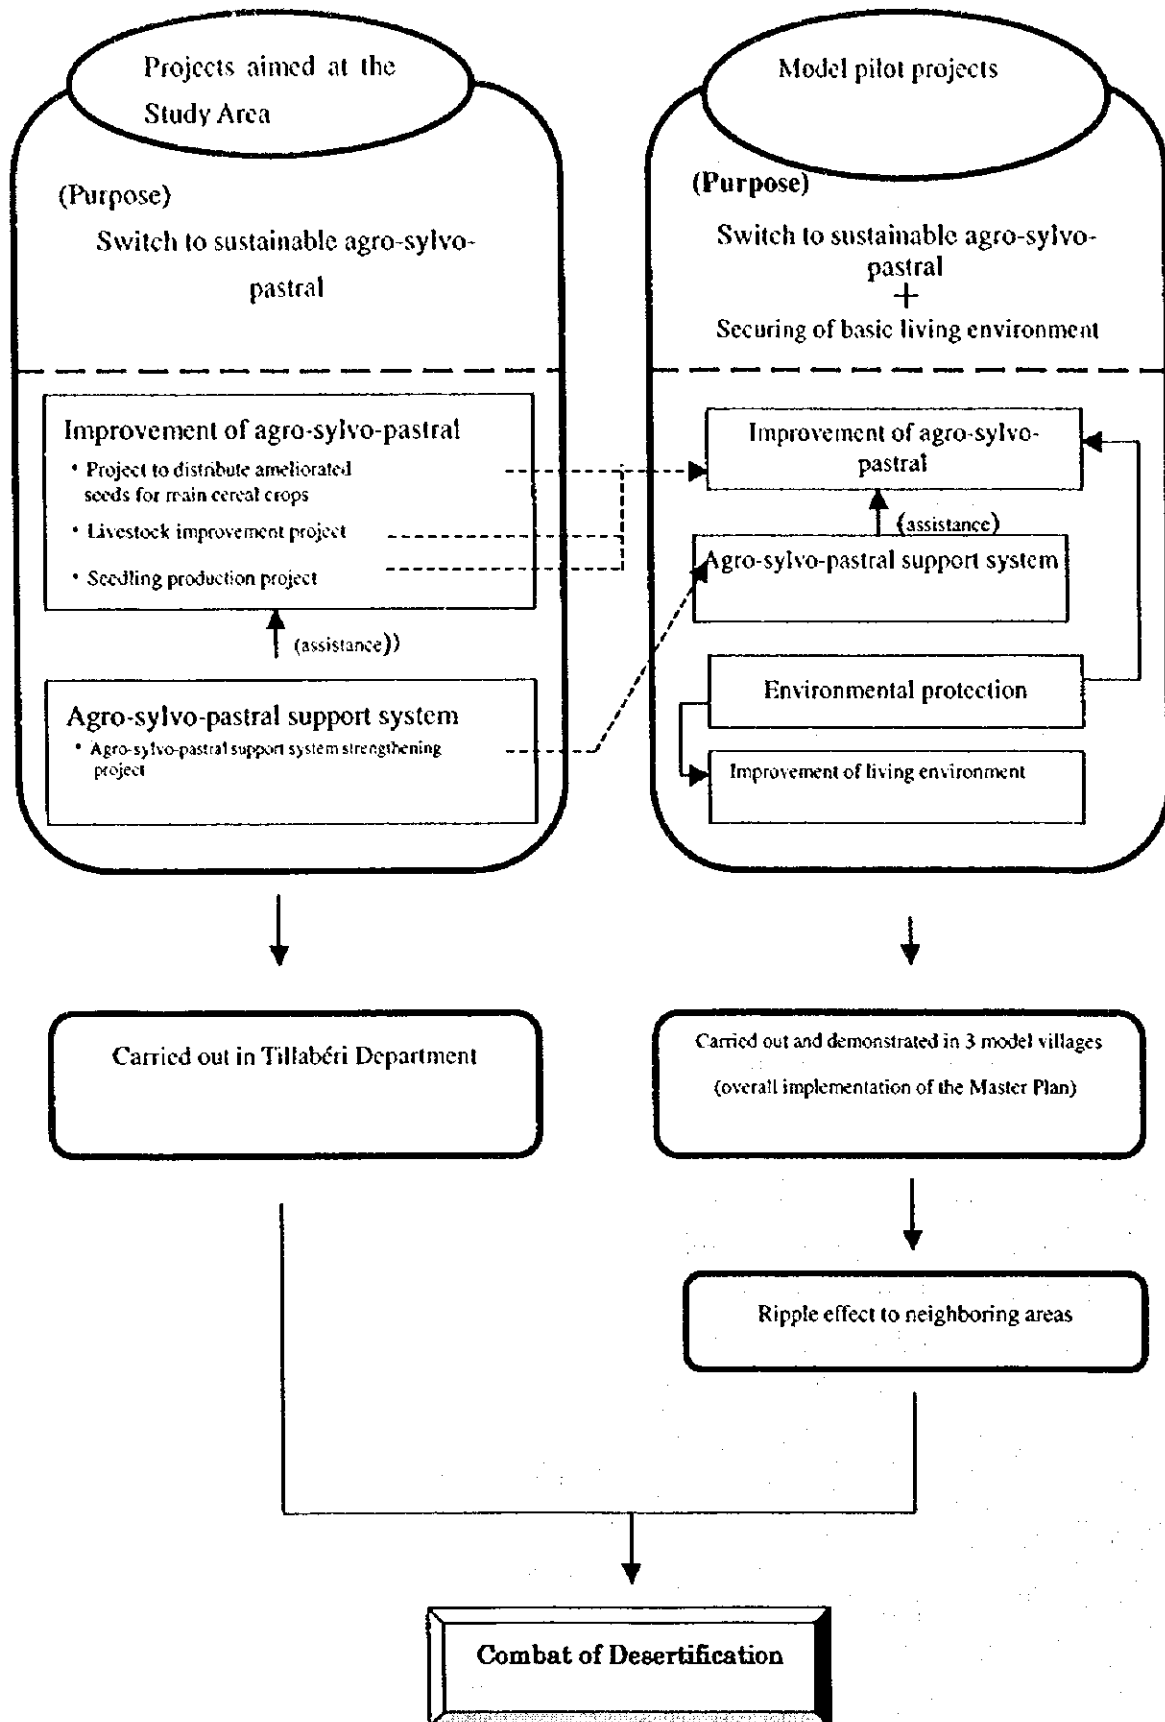 Projects aimed at the
Study Area
(Purpose)
Switch to sustainable agro-sylvo-
pastral
Improvement of agro-sylvo-pastral
• Project to distribute ameliorated
seeds for main cereal crops
• Livestock improvement project
• Seedling production project
(assistance))
Agro-sylvo-pastral support system
• Agro-sylvo-pastral support system strengthening
project
Model pilot projects
(Purpose)
Switch to sustainable agro-sylvo-
pastral
+
Securing of basic living environment
Improvement of agro-sylvo-
pastral
(assistance)
Agro-sylvo-pastral support system
Environmental protection
Improvement of living environment
Carried out in Tillabéri Department
Carried out and demonstrated in 3 model villages
(overall implementation of the Master Plan)
Ripple effect to neighboring areas
Combat of Desertification